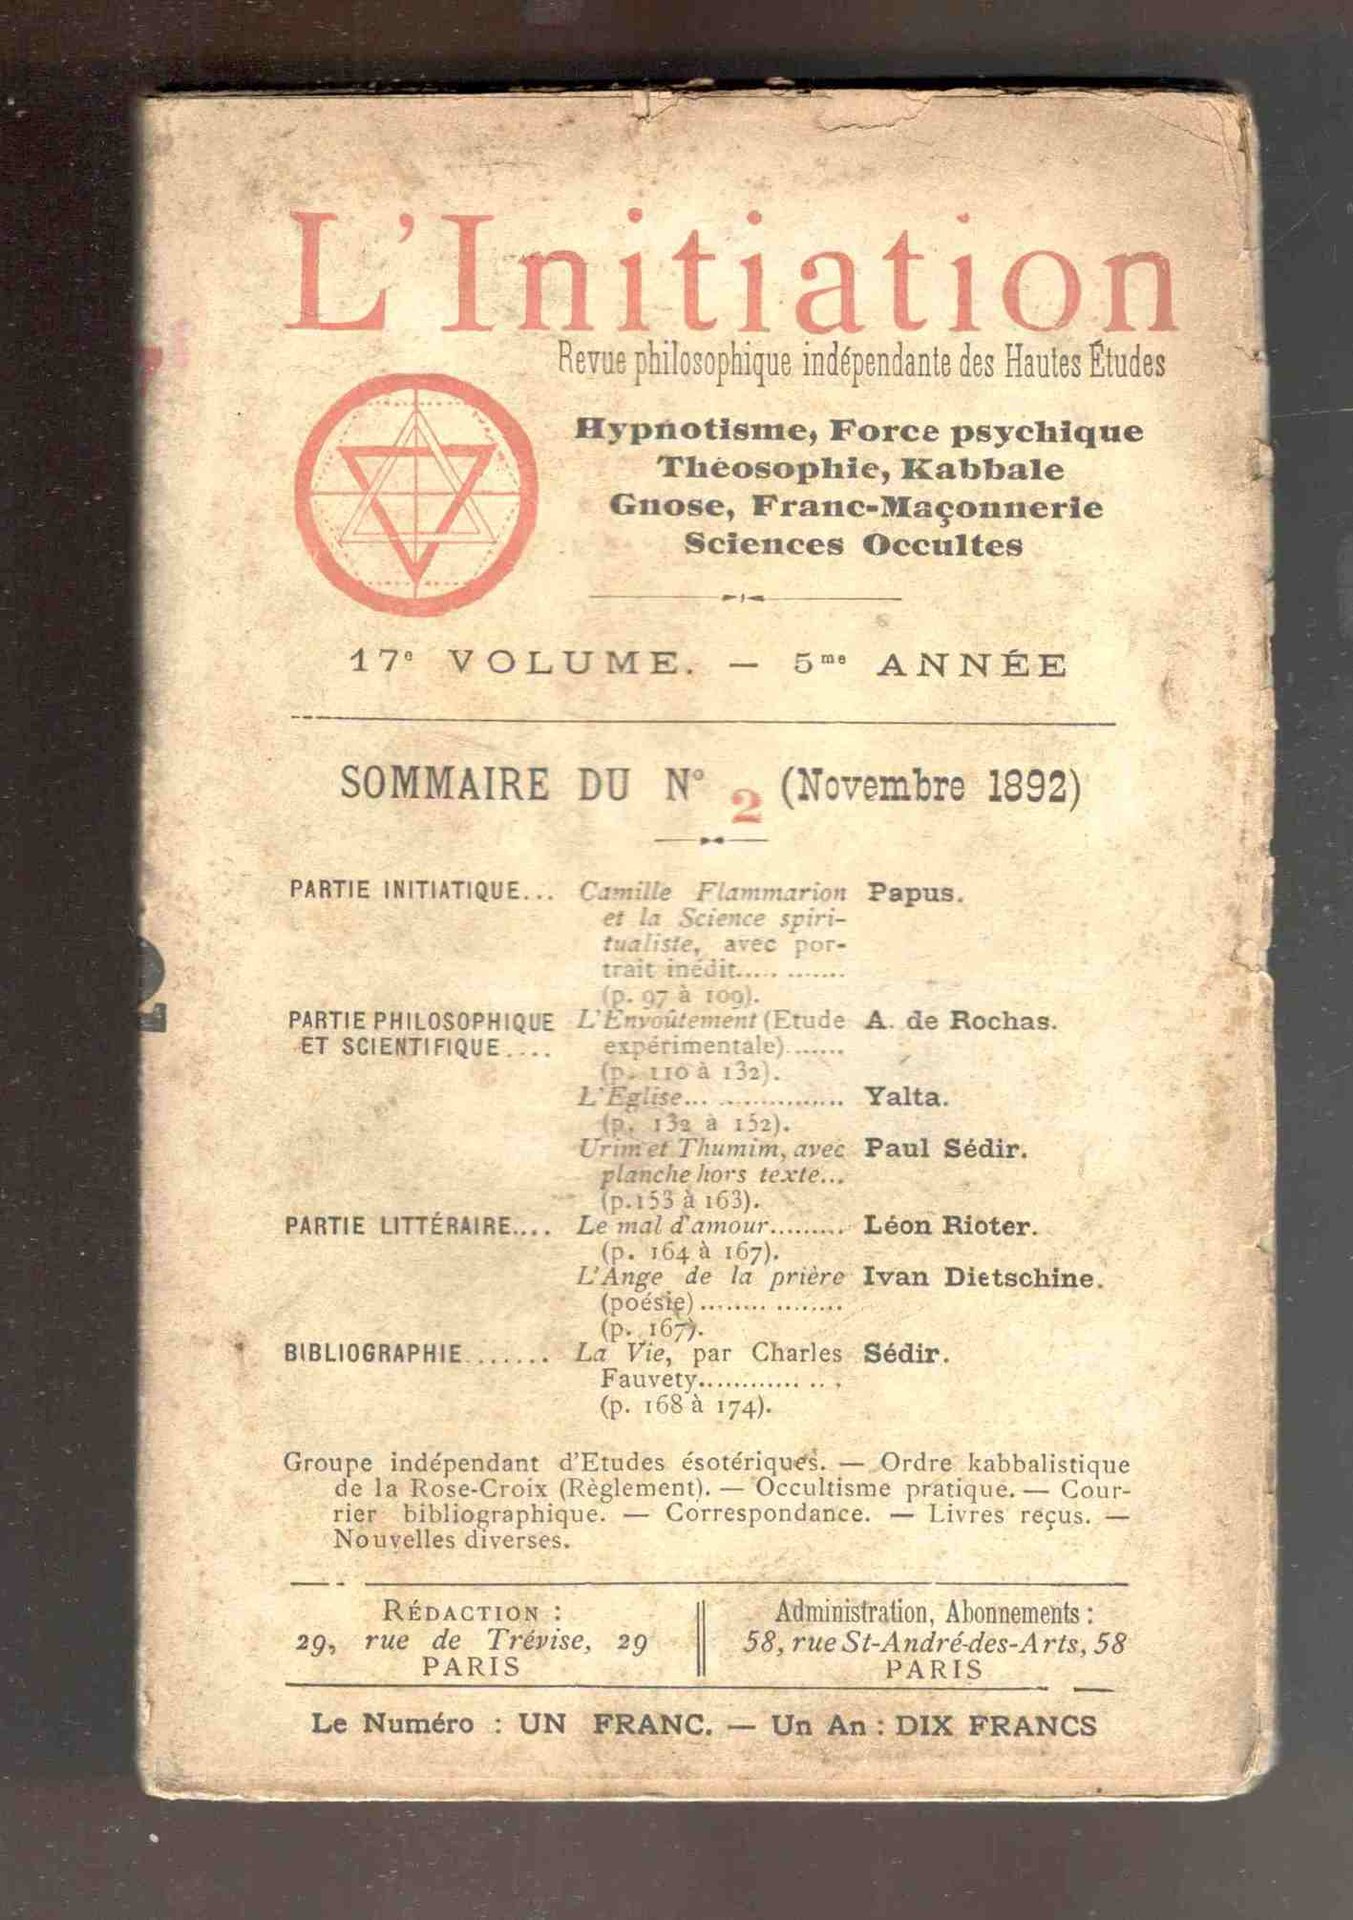 L'Initiation
Revue philosophique indépendante des Hautes Études
Hypnotisme, Force psychique
Théosophie, Kabbale
Gnose, Franc-Maçonnerie
Sciences Occultes
17e VOLUME. — 5me ANNÉE
SOMMAIRE DU No 2 (Novembre 1892)
PARTIE INITIATIQUE... Camille Flammarion Papus.
et la Science spiri-
tualiste, avec por-
trait inédit............
(p. 97 à 109).
PARTIE PHILOSOPHIQUE L'Envoûtement (Etude A. de Rochas.
ET SCIENTIFIQUE.... expérimentale).......
(p. 110 à 132).
L'Eglise.................. Yalta.
(p. 132 à 152).
Urim et Thumim, avec Paul Sédir.
planche hors texte...
(p. 153 à 163).
PARTIE LITTÉRAIRE.... Le mal d'amour......... Léon Rioter.
(p. 164 à 167).
L'Ange de la prière Ivan Dietschine.
(poésie)................
(p. 167).
BIBLIOGRAPHIE....... La Vie, par Charles Sédir.
Fauvety...............
(p. 168 à 174).
Groupe indépendant d'Etudes ésotériques. — Ordre kabbalistique
de la Rose-Croix (Règlement). — Occultisme pratique. — Cour-
rier bibliographique. — Correspondance. — Livres reçus. —
Nouvelles diverses.
RÉDACTION :
29, rue de Trévise, 29
PARIS
Administration, Abonnements :
58, rue St-André-des-Arts, 58
PARIS
Le Numéro : UN FRANC. — Un An : DIX FRANCS
2